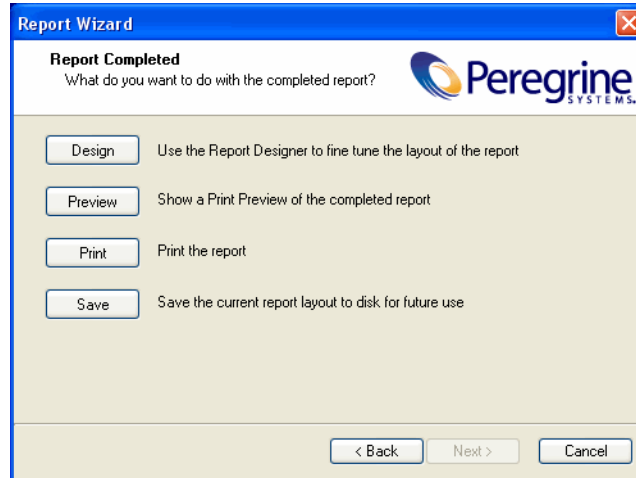 Report Wizard
Report Completed
What do you want to do with the completed report?
Peregrine
SYSTEMS.
Design Use the Report Designer to fine tune the layout of the report
Preview Show a Print Preview of the completed report
Print Print the report
Save Save the current report layout to disk for future use
< Back Next > Cancel